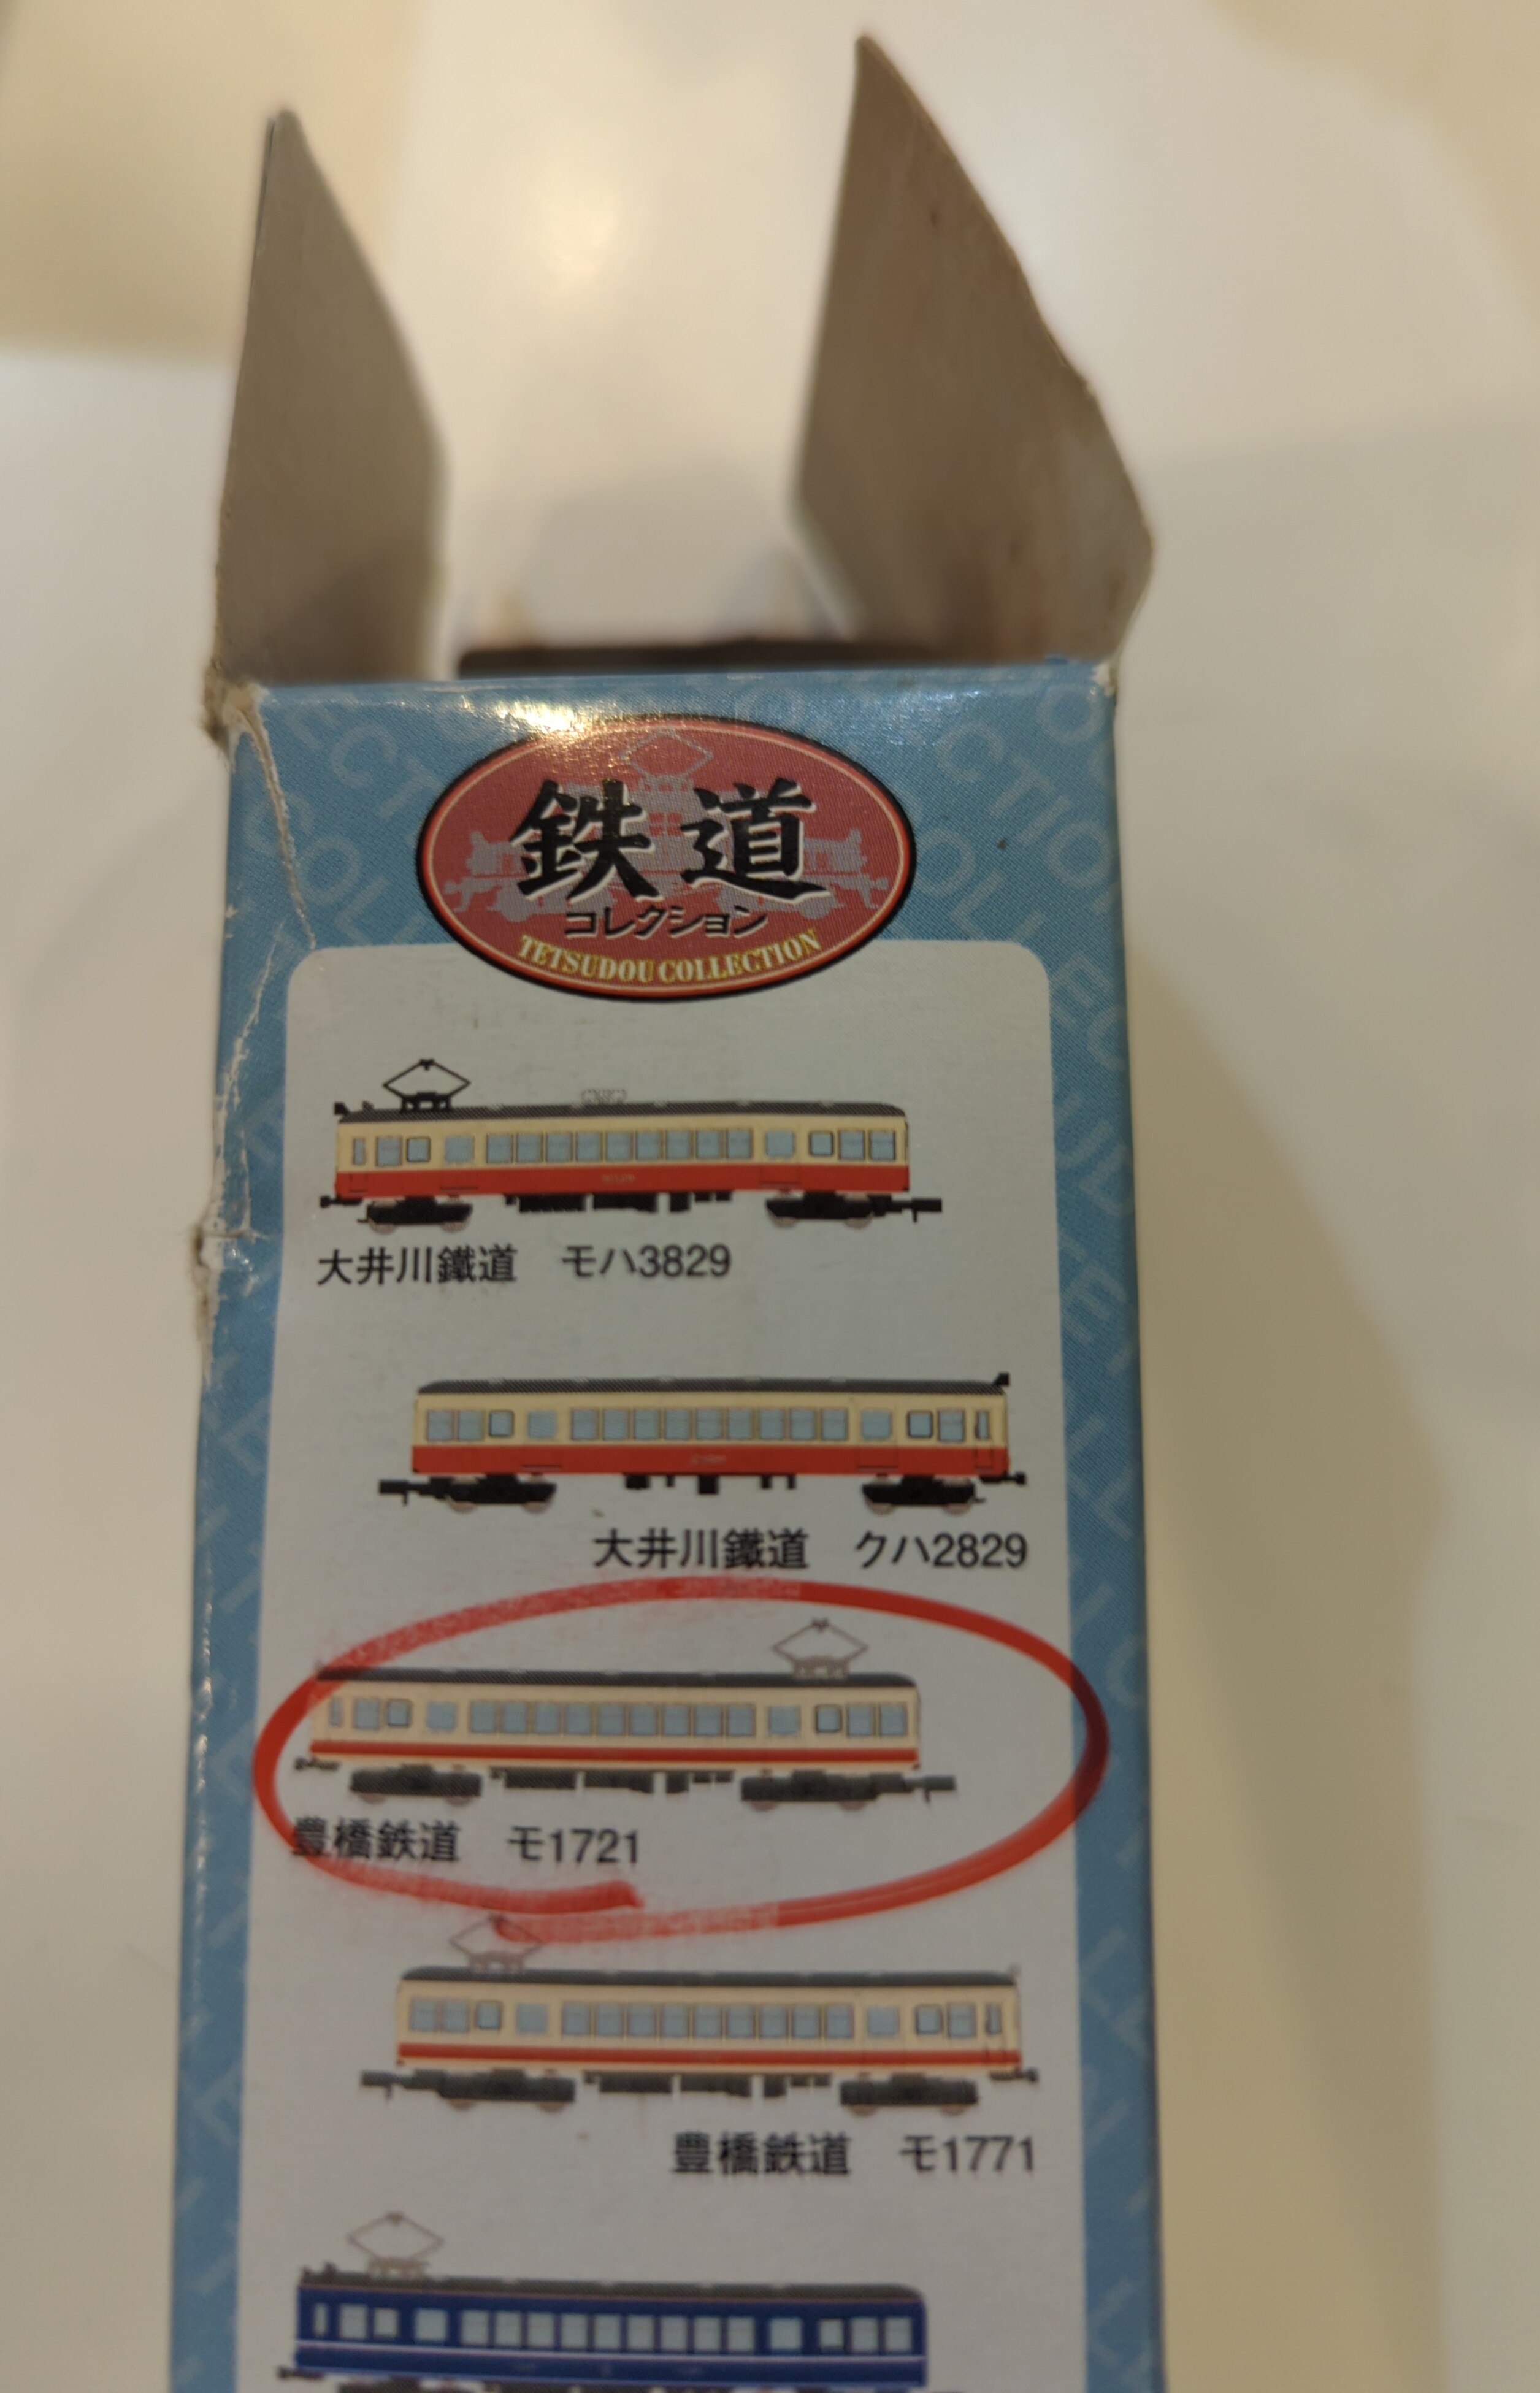 鉄道
コレクション
TETSUDOU COLLECTION
大井川鐵道 モハ3829
大井川鐵道 クハ2829
豊橋鉄道 モ1721
豊橋鉄道 モ1771